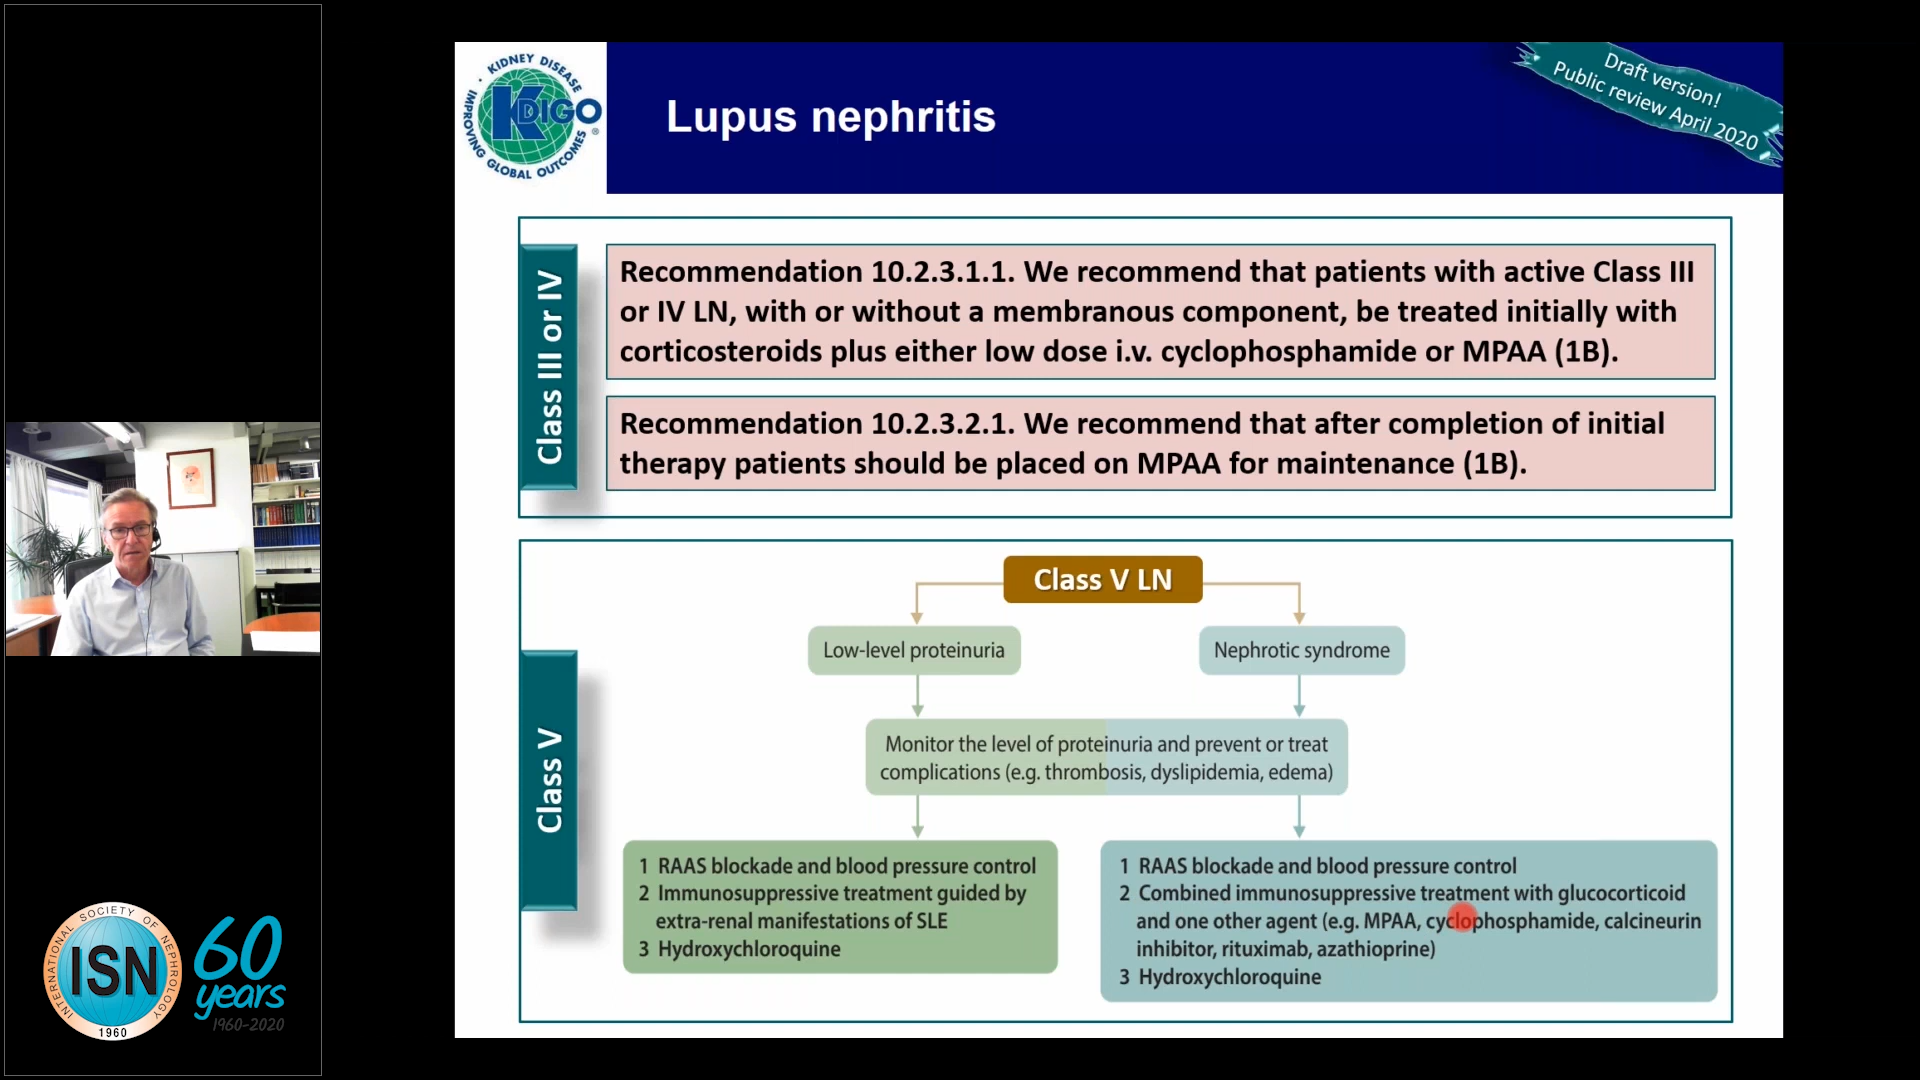 KIDNEY DISEASE
IMPROVING GLOBAL OUTCOMES
KDIGO
®
Lupus nephritis
Draft version!
Public review April 2020
Class III or IV
Recommendation 10.2.3.1.1. We recommend that patients with active Class III
or IV LN, with or without a membranous component, be treated initially with
corticosteroids plus either low dose i.v. cyclophosphamide or MPAA (1B).
Recommendation 10.2.3.2.1. We recommend that after completion of initial
therapy patients should be placed on MPAA for maintenance (1B).
Class V
Class V LN
Low-level proteinuria
Nephrotic syndrome
Monitor the level of proteinuria and prevent or treat
complications (e.g. thrombosis, dyslipidemia, edema)
1 RAAS blockade and blood pressure control
2 Immunosuppressive treatment guided by
extra-renal manifestations of SLE
3 Hydroxychloroquine
1 RAAS blockade and blood pressure control
2 Combined immunosuppressive treatment with glucocorticoid
and one other agent (e.g. MPAA, cyclophosphamide, calcineurin
inhibitor, rituximab, azathioprine)
3 Hydroxychloroquine
INTERNATIONAL SOCIETY OF NEPHROLOGY
ISN
1960
60
years
1960-2020